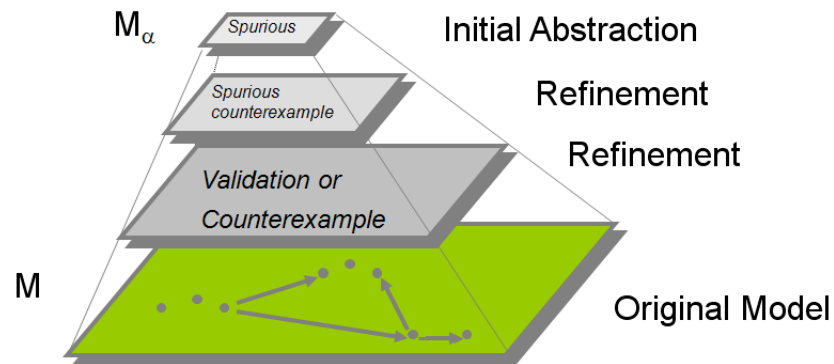 Mα
Spurious
Initial Abstraction
Spurious
counterexample
Refinement
Refinement
Validation or
Counterexample
M
Original Model